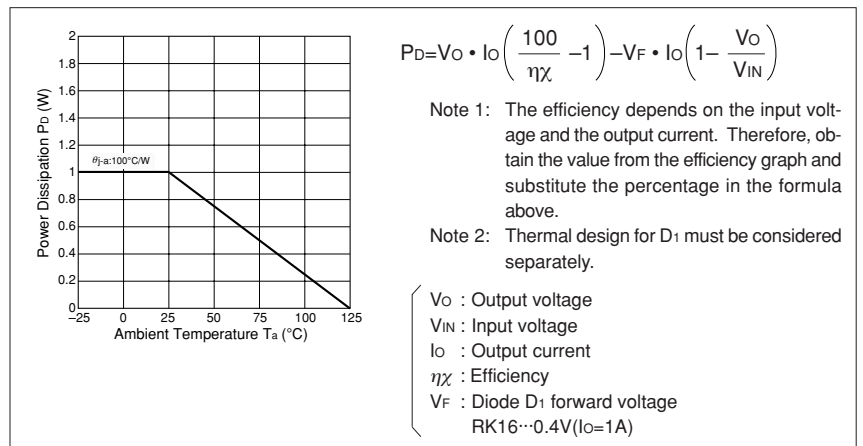 2
1.8
1.6
1.4
1.2
1
0.8
0.6
0.4
0.2
0
–25
0
25
50
75
100
125
Power Dissipation PD (W)
θj-a:100°C/W
Ambient Temperature Ta (°C)
PD=VO • IO(100/ηχ –1)–VF • IO(1– VO/VIN)
Note 1: The efficiency depends on the input volt-
age and the output current. Therefore, ob-
tain the value from the efficiency graph and
substitute the percentage in the formula
above.
Note 2: Thermal design for D1 must be considered
separately.
VO : Output voltage
VIN : Input voltage
IO : Output current
ηχ : Efficiency
VF : Diode D1 forward voltage
RK16···0.4V(IO=1A)